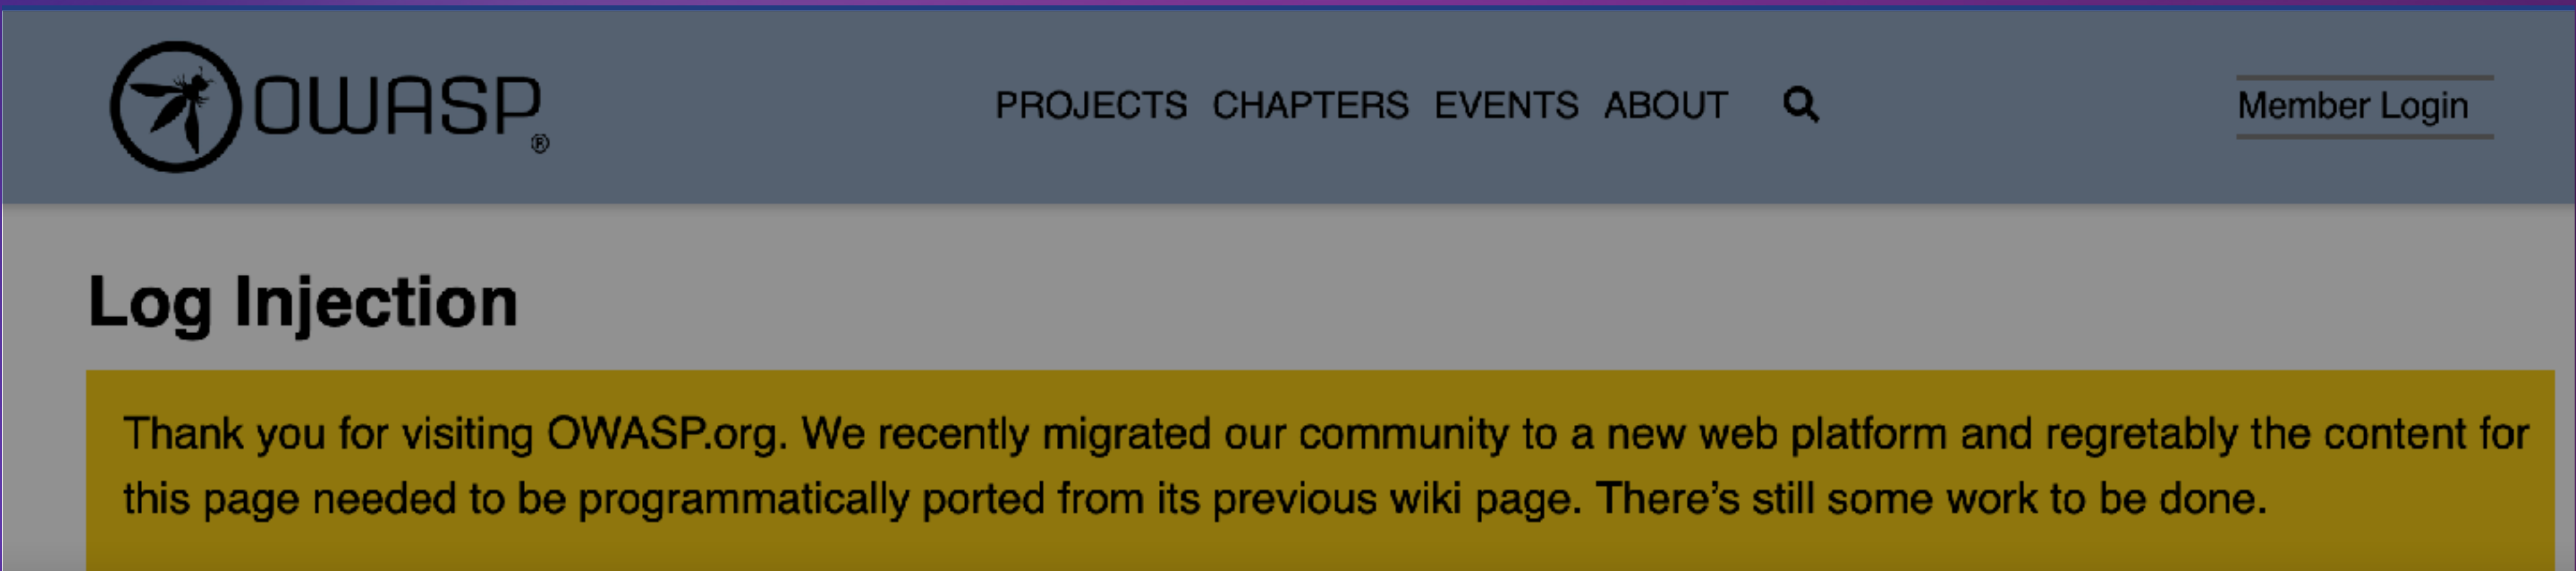 OWASP®
PROJECTS CHAPTERS EVENTS ABOUT
Member Login
Log Injection
Thank you for visiting OWASP.org. We recently migrated our community to a new web platform and regretably the content for
this page needed to be programmatically ported from its previous wiki page. There’s still some work to be done.